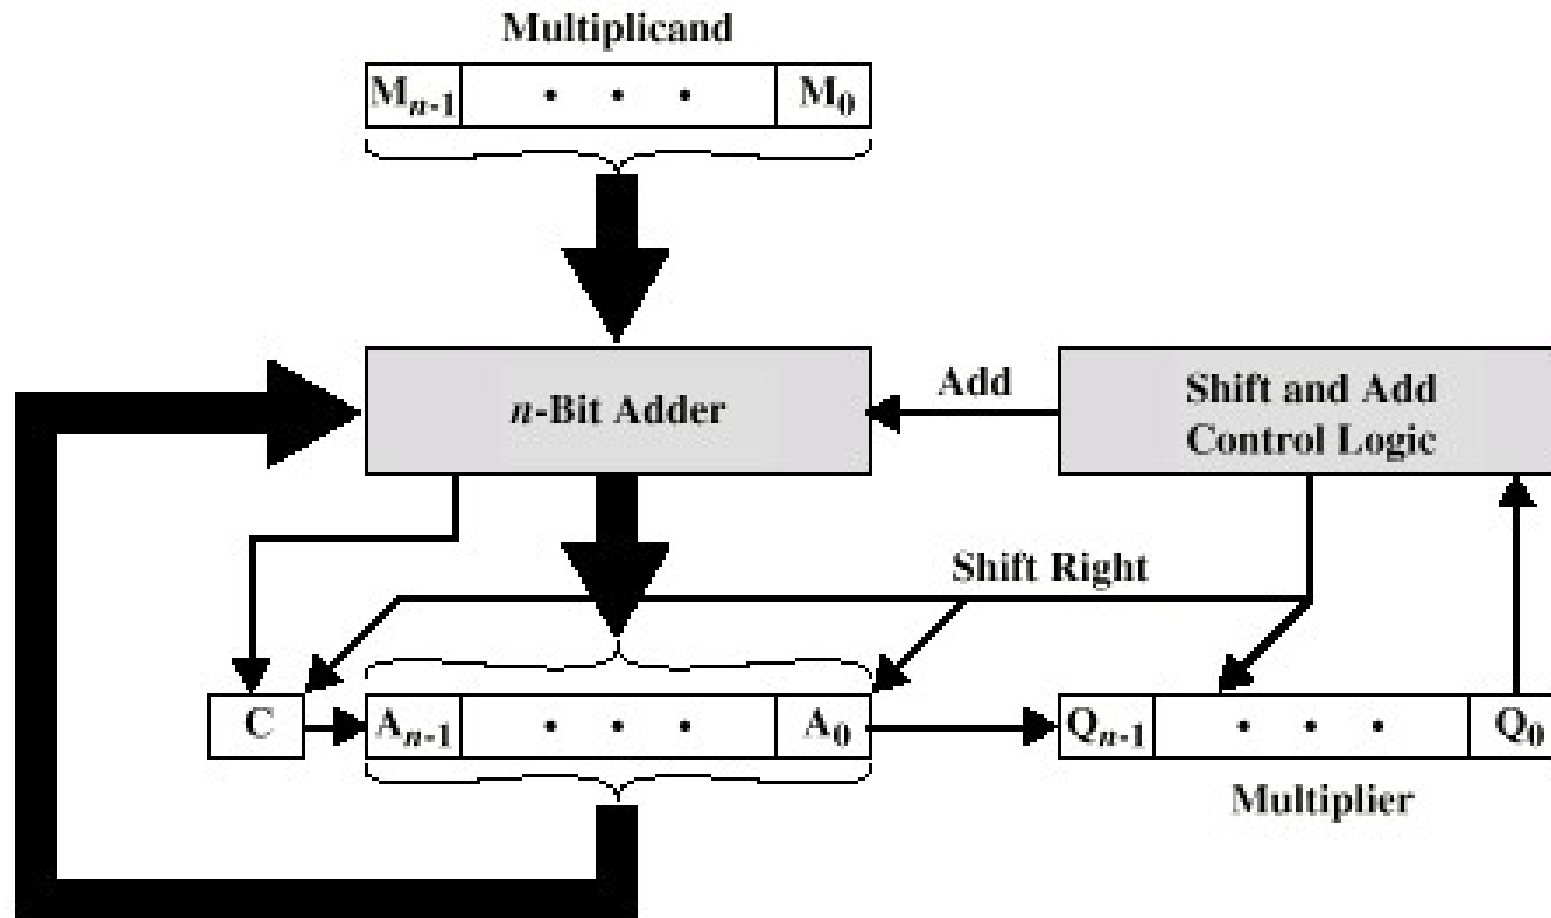 Multiplicand
Mn-1 • • • M0
n-Bit Adder
Add
Shift and Add
Control Logic
Shift Right
C
An-1 • • • A0
Qn-1 • • • Q0
Multiplier